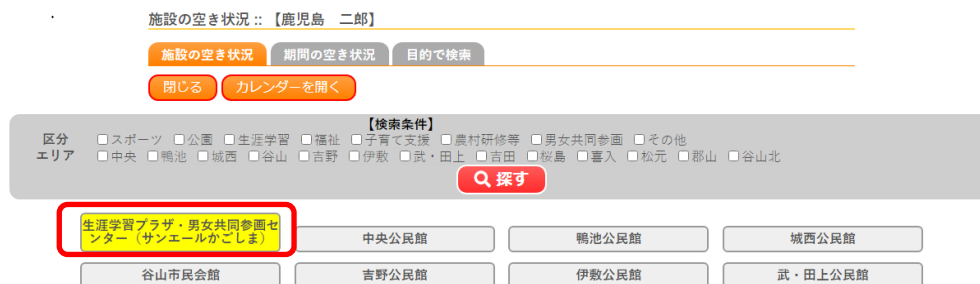 施設の空き状況 :: 【鹿児島　二郎】
施設の空き状況 期間の空き状況 目的で検索
閉じる カレンダーを開く
【検索条件】
区分 スポーツ 公園 生涯学習 福祉 子育て支援 農村研修等 男女共同参画 その他
エリア 中央 鴨池 城西 谷山 吉野 伊敷 武・田上 吉田 桜島 喜入 松元 郡山 谷山北
探す
生涯学習プラザ・男女共同参画セ
ンター（サンエールかごしま） 中央公民館 鴨池公民館 城西公民館
谷山市民会館 吉野公民館 伊敷公民館 武・田上公民館